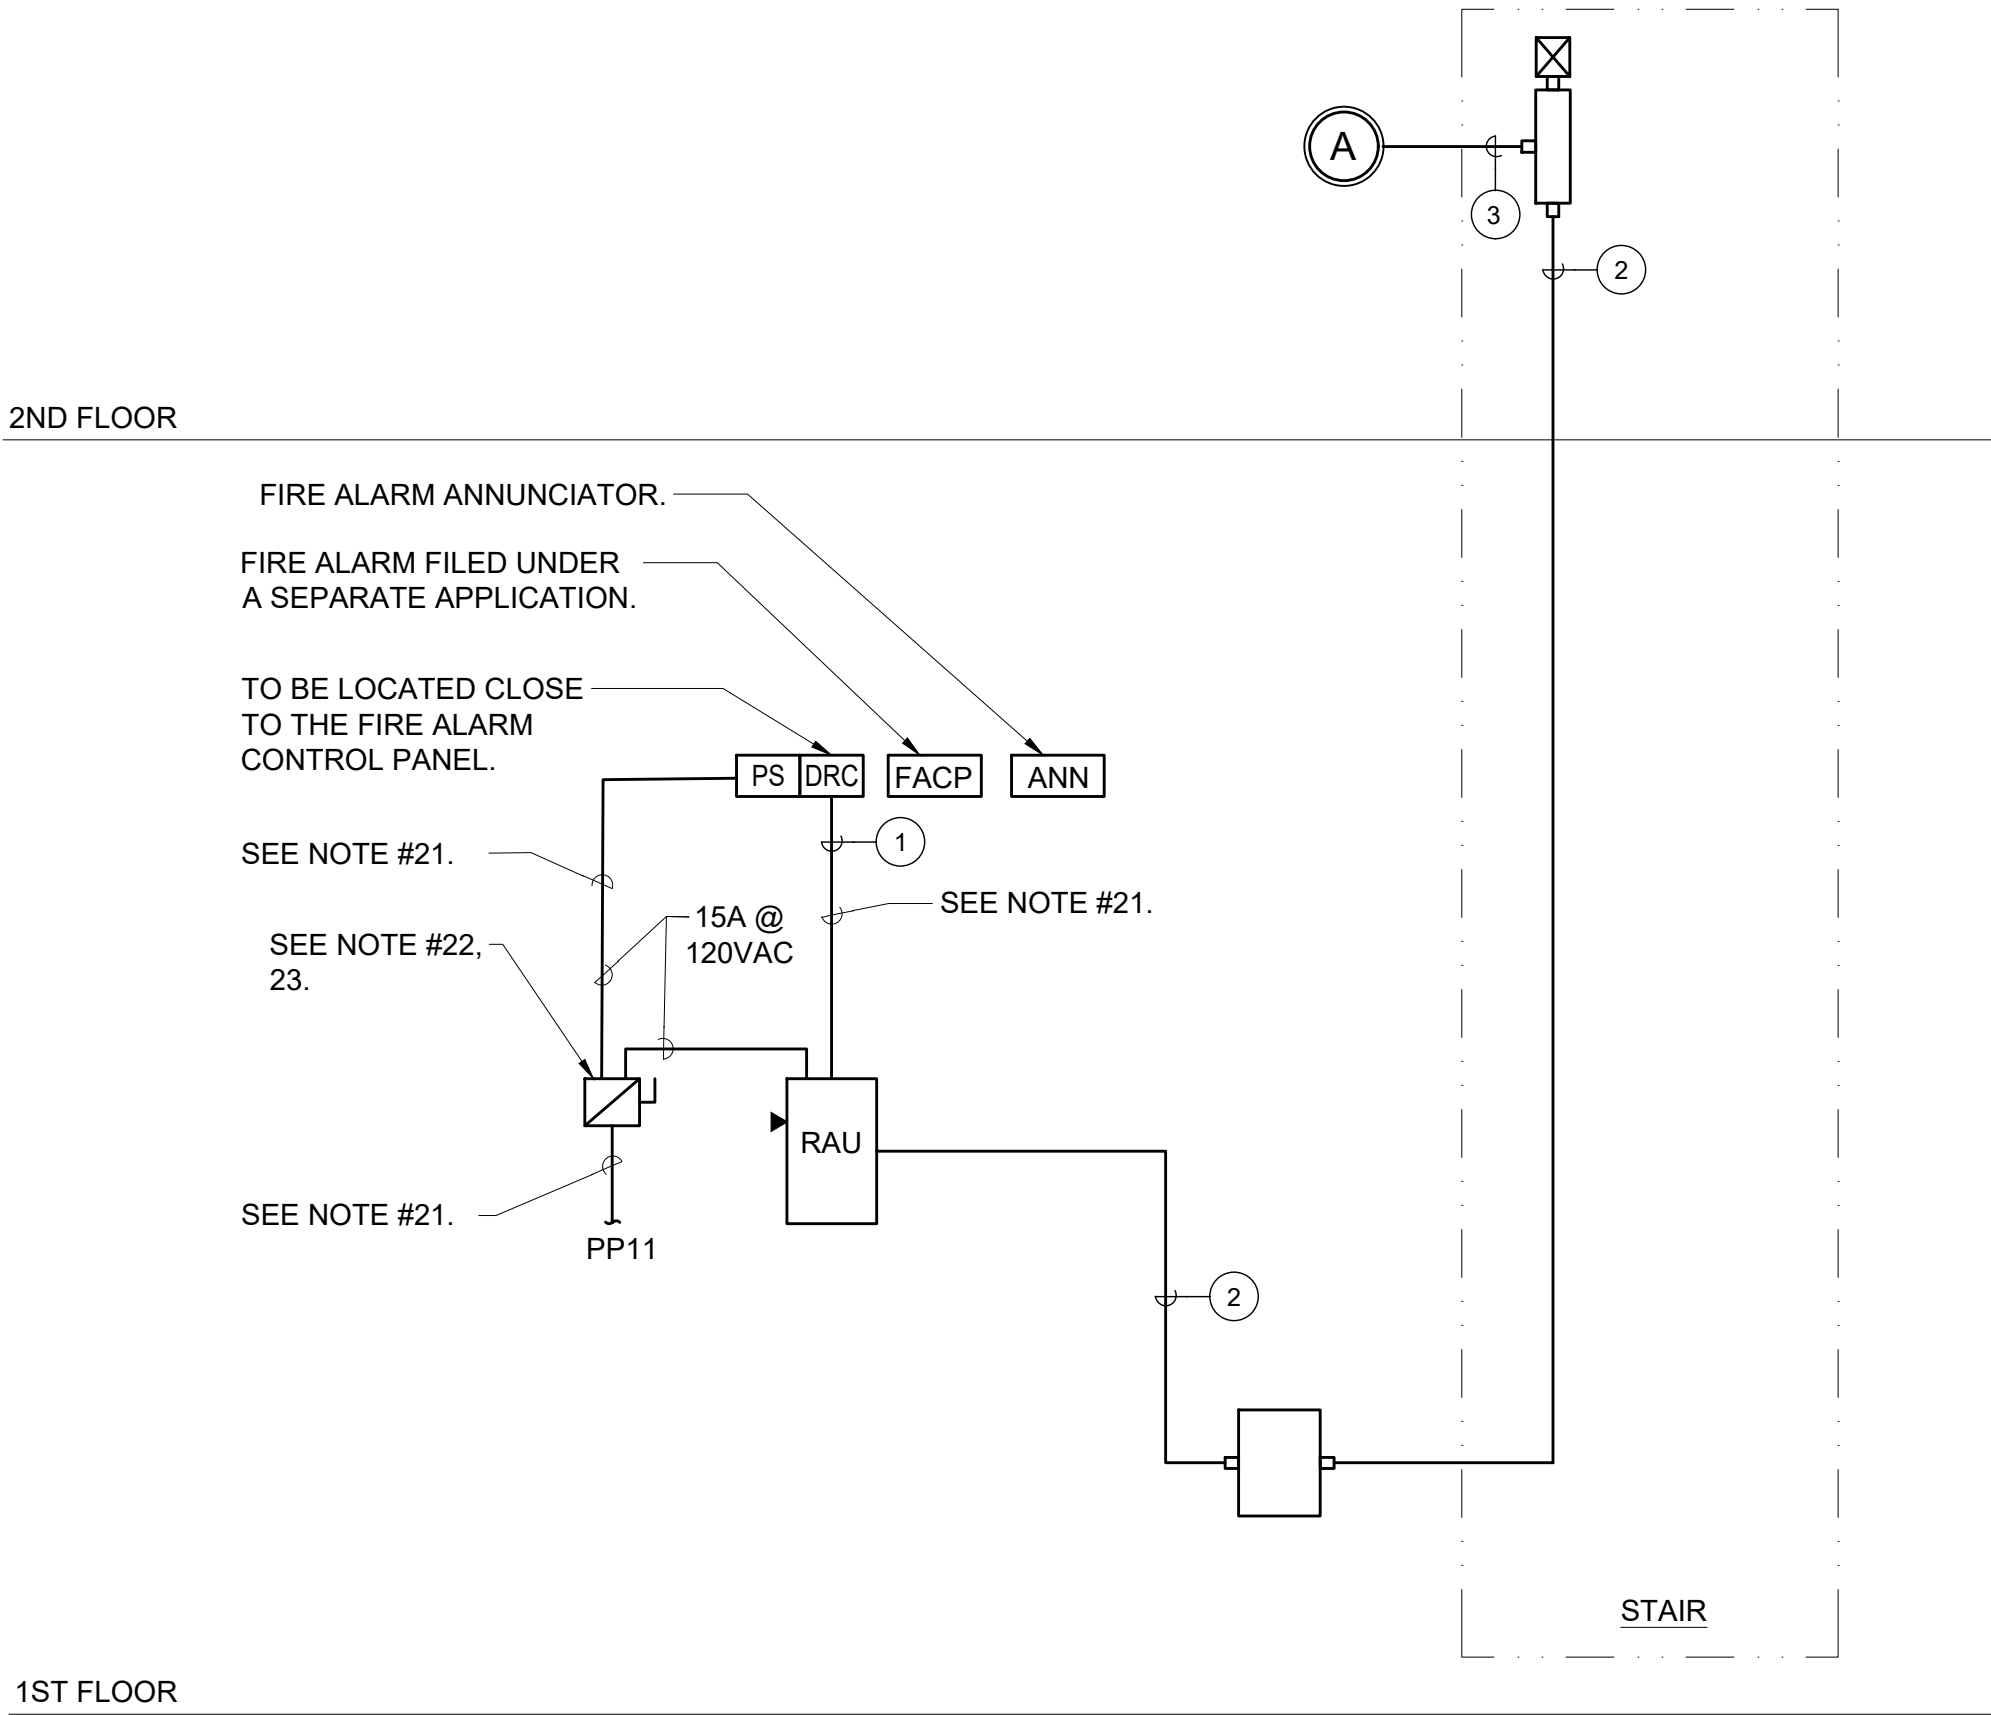 A
3
2
2ND FLOOR
FIRE ALARM ANNUNCIATOR.
FIRE ALARM FILED UNDER
A SEPARATE APPLICATION.
TO BE LOCATED CLOSE
TO THE FIRE ALARM
CONTROL PANEL.
PS DRC FACP ANN
1
SEE NOTE #21.
SEE NOTE #21.
15A @
120VAC
SEE NOTE #22,
23.
RAU
SEE NOTE #21.
PP11
2
STAIR
1ST FLOOR